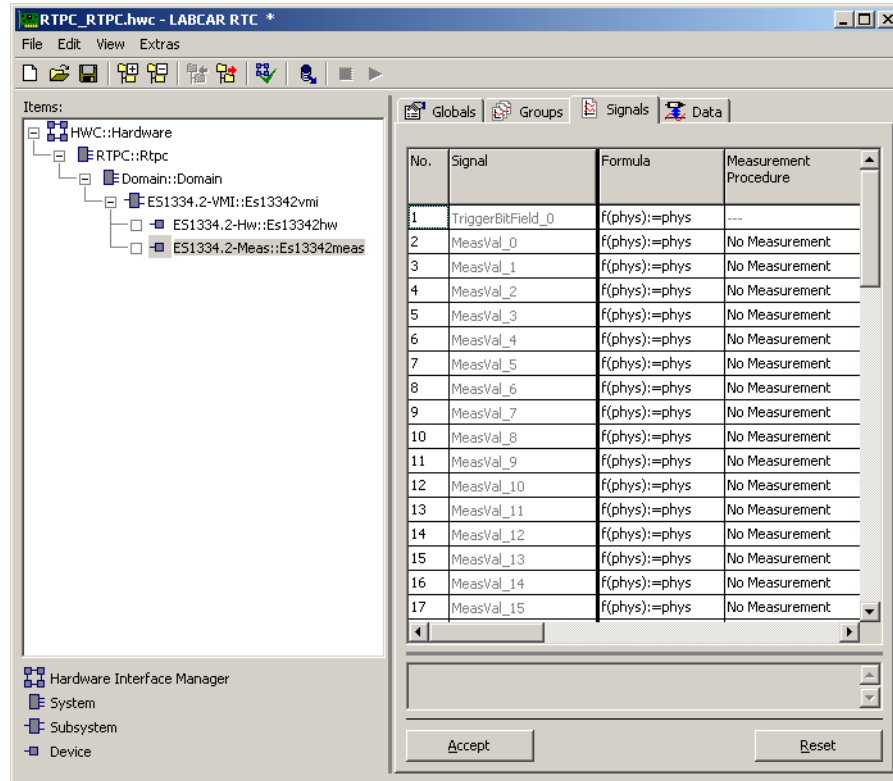 RTPC_RTPC.hwc - LABCAR RTC *
File Edit View Extras
Items:
HWC::Hardware
RTPC::Rtpc
Domain::Domain
ES1334.2-VMI::Es13342vmi
ES1334.2-Hw::Es13342hw
ES1334.2-Meas::Es13342meas
Hardware Interface Manager
System
Subsystem
Device
Globals Groups Signals Data
No. Signal Formula Measurement
Procedure
1 TriggerBitField_0 f(phys):=phys ---
2 MeasVal_0 f(phys):=phys No Measurement
3 MeasVal_1 f(phys):=phys No Measurement
4 MeasVal_2 f(phys):=phys No Measurement
5 MeasVal_3 f(phys):=phys No Measurement
6 MeasVal_4 f(phys):=phys No Measurement
7 MeasVal_5 f(phys):=phys No Measurement
8 MeasVal_6 f(phys):=phys No Measurement
9 MeasVal_7 f(phys):=phys No Measurement
10 MeasVal_8 f(phys):=phys No Measurement
11 MeasVal_9 f(phys):=phys No Measurement
12 MeasVal_10 f(phys):=phys No Measurement
13 MeasVal_11 f(phys):=phys No Measurement
14 MeasVal_12 f(phys):=phys No Measurement
15 MeasVal_13 f(phys):=phys No Measurement
16 MeasVal_14 f(phys):=phys No Measurement
17 MeasVal_15 f(phys):=phys No Measurement
Accept Reset